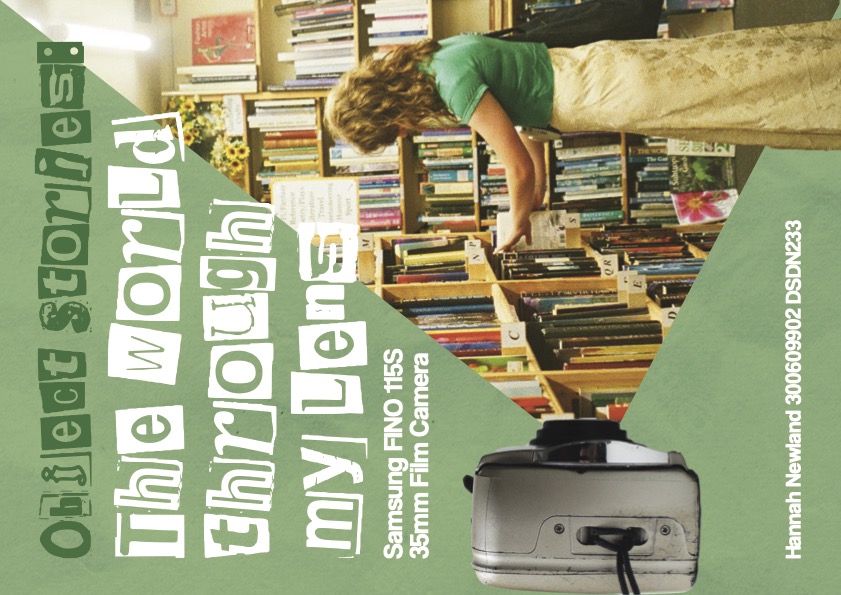 Object Stories:
The World
through
my Lens
Samsung FINO 115S
35mm Film Camera
Hannah Newland 300609902 DSDN233